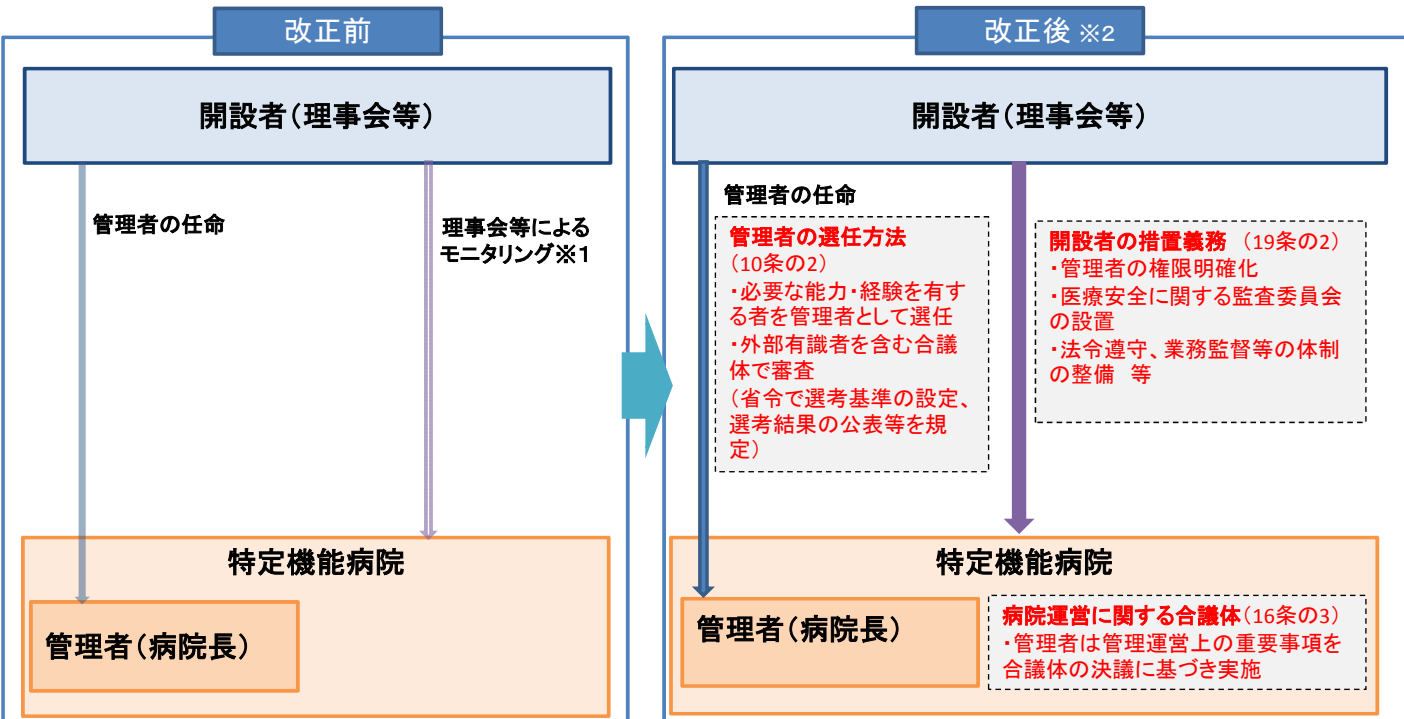 改正前
開設者(理事会等)
管理者の任命
理事会等による
モニタリング※1
特定機能病院
管理者(病院長)
改正後 ※2
開設者(理事会等)
管理者の任命
管理者の選任方法
(10条の2)
・必要な能力・経験を有す
る者を管理者として選任
・外部有識者を含む合議
体で審査
(省令で選考基準の設定、
選考結果の公表等を規
定)
開設者の措置義務 (19条の2)
・管理者の権限明確化
・医療安全に関する監査委員会
の設置
・法令遵守、業務監督等の体制
の整備 等
特定機能病院
管理者(病院長)
病院運営に関する合議体(16条の3)
・管理者は管理運営上の重要事項を
合議体の決議に基づき実施